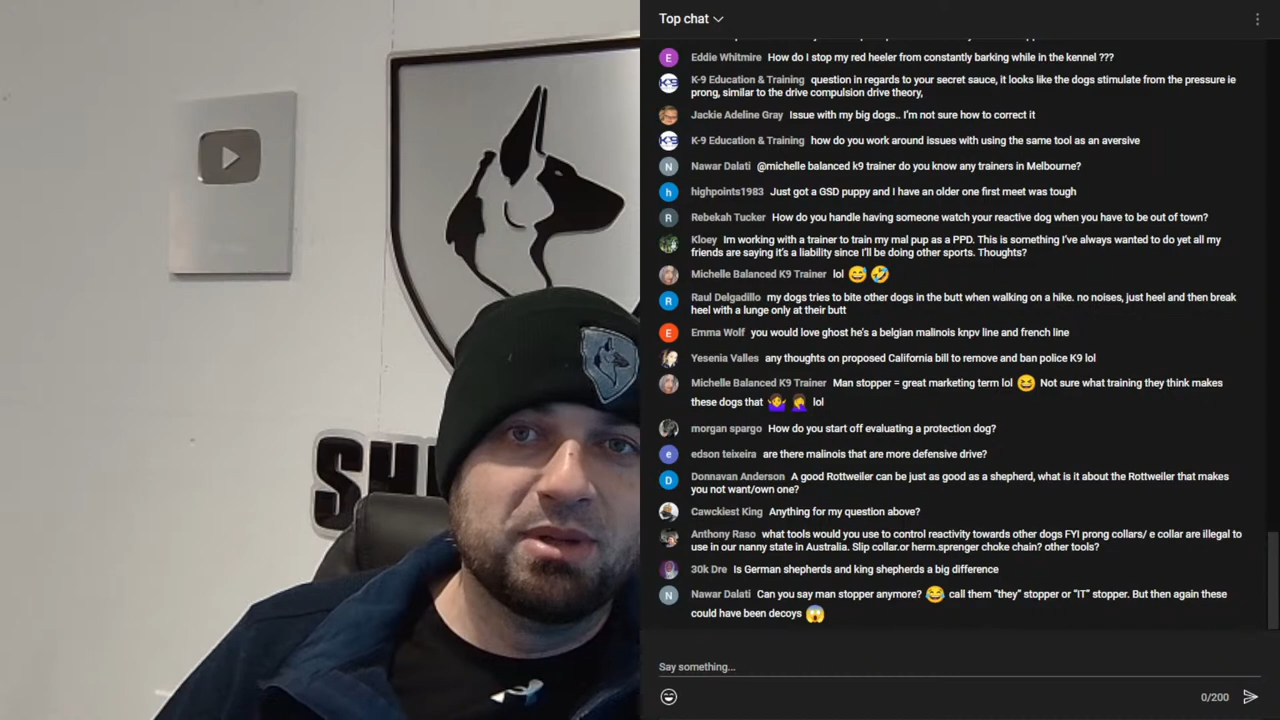 Top chat
Eddie Whitmire How do I stop my red heeler from constantly barking while in the kennel ???
K-9 Education & Training question in regards to your secret sauce, it looks like the dogs stimulate from the pressure ie
prong, similar to the drive compulsion drive theory,
Jackie Adeline Gray Issue with my big dogs.. I'm not sure how to correct it
K-9 Education & Training how do you work around issues with using the same tool as an aversive
Nawar Dalati @michelle balanced k9 trainer do you know any trainers in Melbourne?
highpoints1983 Just got a GSD puppy and I have an older one first meet was tough
Rebekah Tucker How do you handle having someone watch your reactive dog when you have to be out of town?
Kloey Im working with a trainer to train my mal pup as a PPD. This is something I've always wanted to do yet all my
friends are saying it's a liability since I'll be doing other sports. Thoughts?
Michelle Balanced K9 Trainer lol 😅 🤣
Raul Delgadillo my dogs tries to bite other dogs in the butt when walking on a hike. no noises, just heel and then break
heel with a lunge only at their butt
Emma Wolf you would love ghost he's a belgian malinois knpv line and french line
Yesenia Valles any thoughts on proposed California bill to remove and ban police K9 lol
Michelle Balanced K9 Trainer Man stopper = great marketing term lol 😆 Not sure what training they think makes
these dogs that 🤷‍♀️ 🤦‍♀️ lol
morgan spargo How do you start off evaluating a protection dog?
edson teixeira are there malinois that are more defensive drive?
Donnavan Anderson A good Rottweiler can be just as good as a shepherd, what is it about the Rottweiler that makes
you not want/own one?
Cawckiest King Anything for my question above?
Anthony Raso what tools would you use to control reactivity towards other dogs FYI prong collars/ e collar are illegal to
use in our nanny state in Australia. Slip collar.or herm.sprenger choke chain? other tools?
30k Dre Is German shepherds and king shepherds a big difference
Nawar Dalati Can you say man stopper anymore? 😂 call them "they" stopper or "IT" stopper. But then again these
could have been decoys 😱
Say something...
0/200
SH